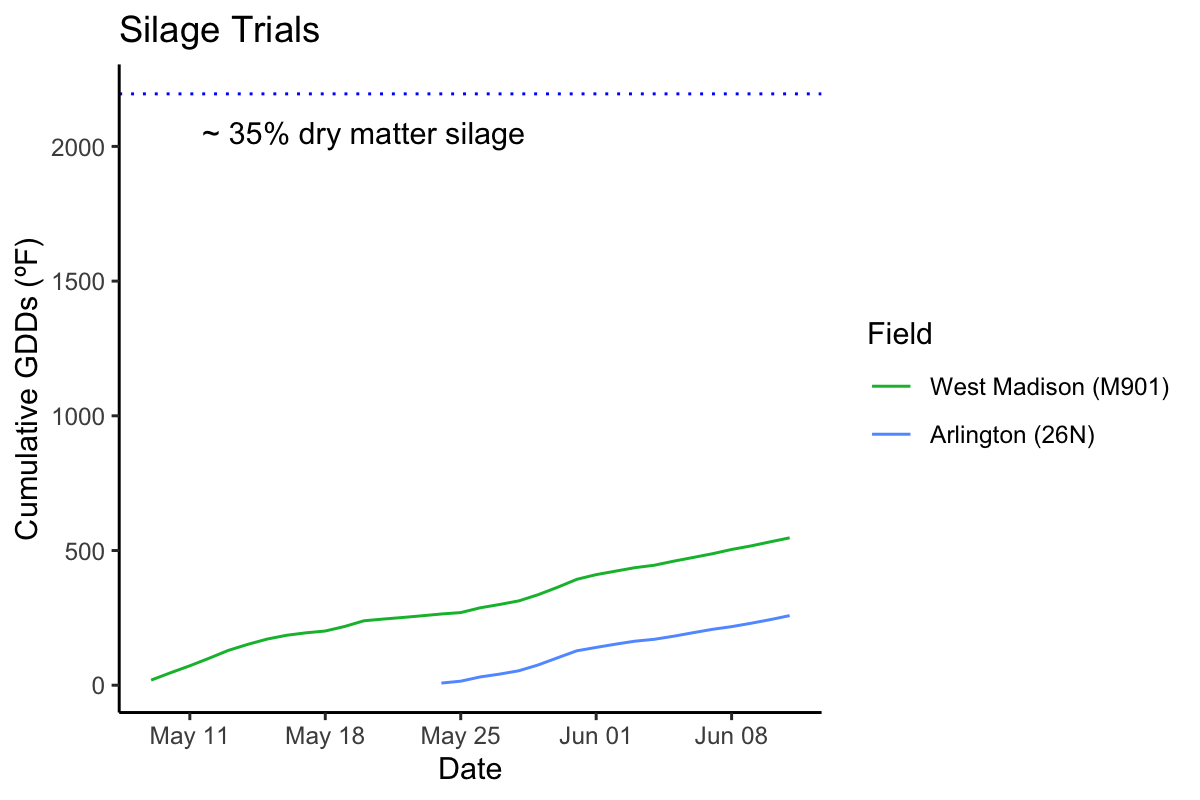 Silage Trials
~ 35% dry matter silage
2000
1500
1000
500
0
Cumulative GDDs (ºF)
May 11
May 18
May 25
Jun 01
Jun 08
Date
Field
West Madison (M901)
Arlington (26N)